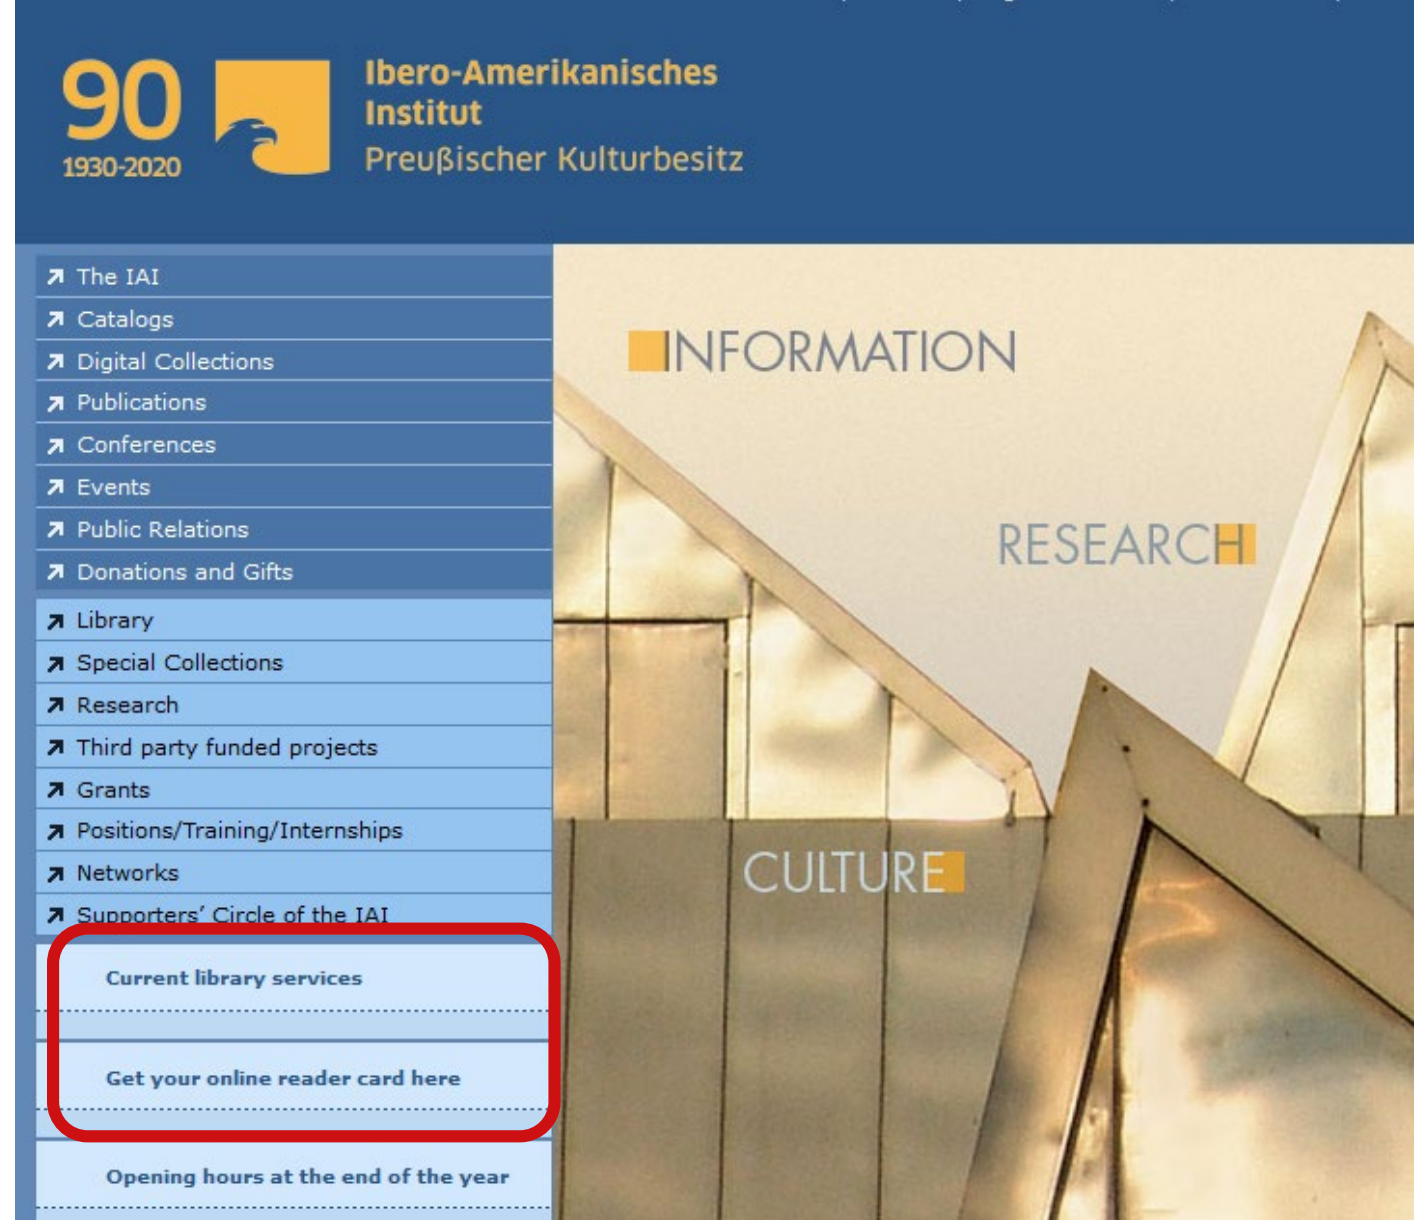 90
1930-2020
Ibero-Amerikanisches
Institut
Preußischer Kulturbesitz
The IAI
Catalogs
Digital Collections
Publications
Conferences
Events
Public Relations
Donations and Gifts
Library
Special Collections
Research
Third party funded projects
Grants
Positions/Training/Internships
Networks
Supporters’ Circle of the IAI
Current library services
Get your online reader card here
Opening hours at the end of the year
INFORMATION
RESEARCH
CULTURE